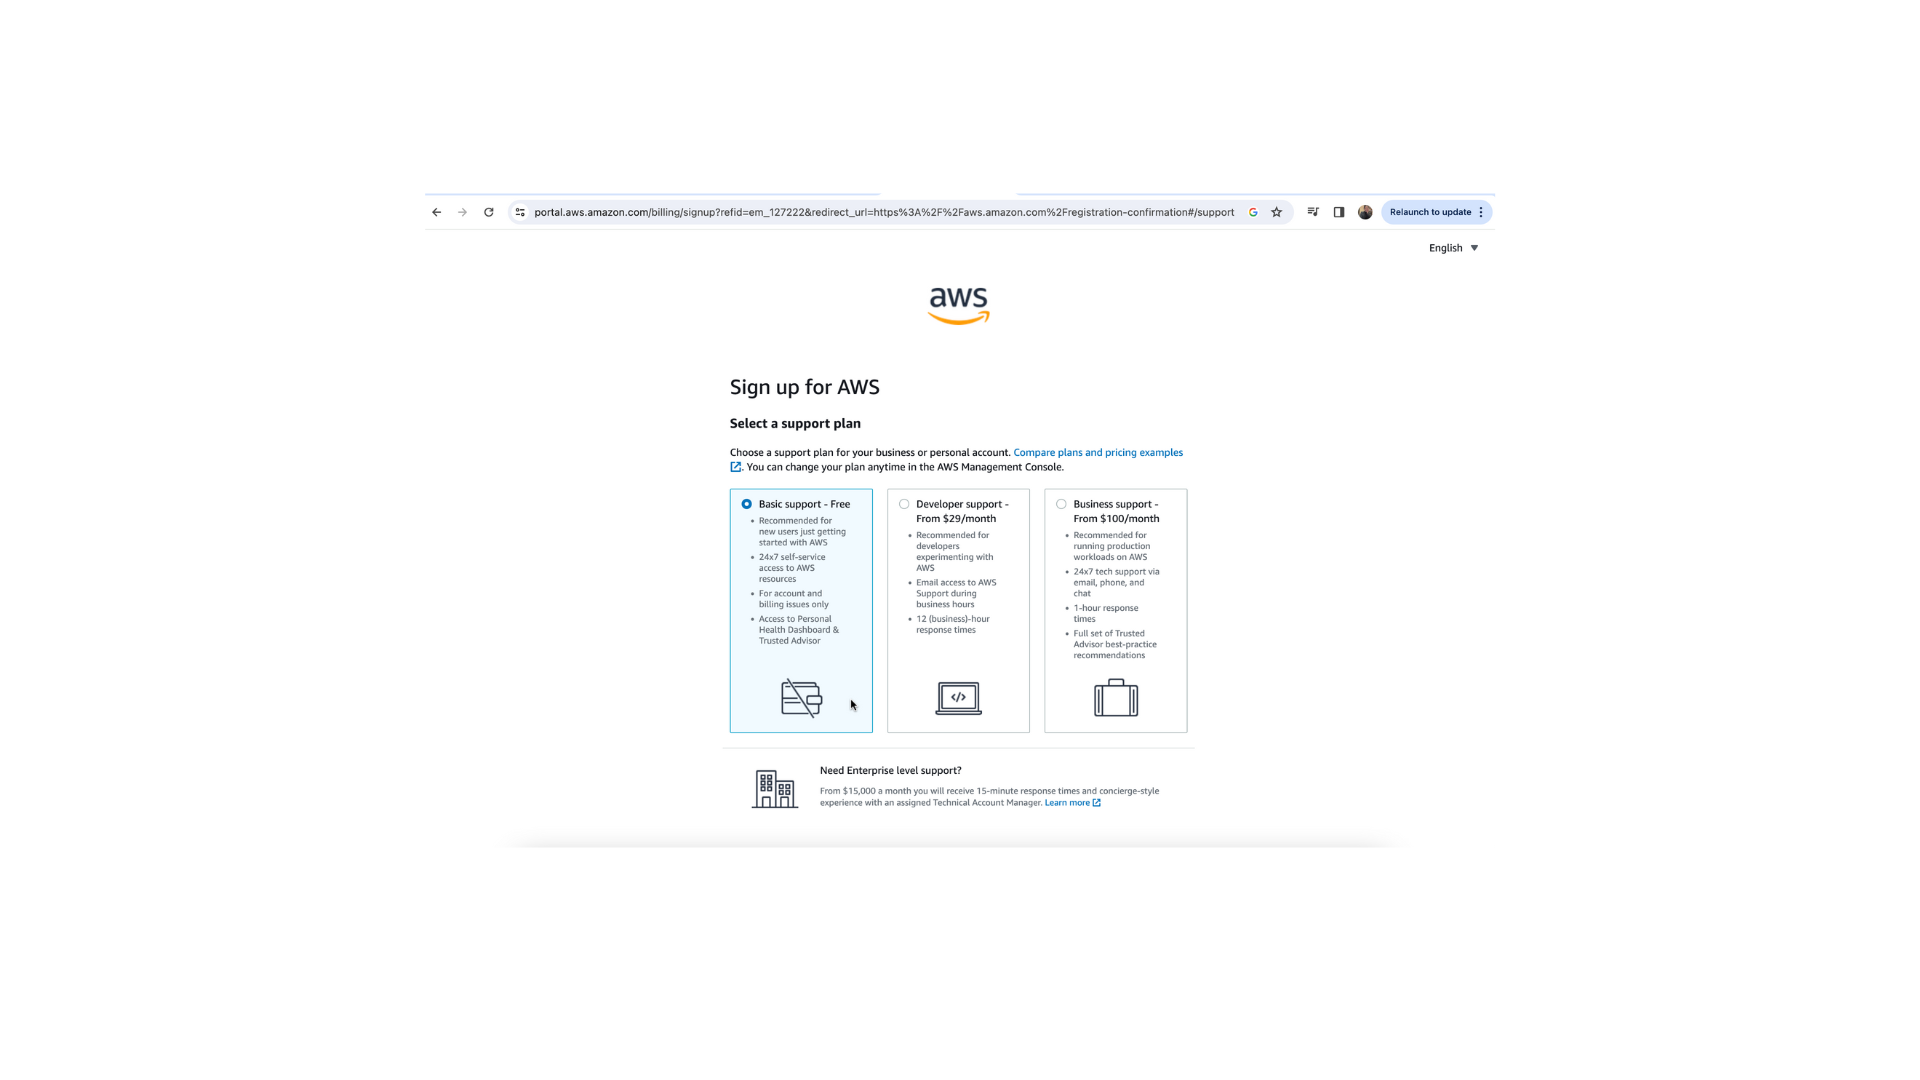 portal.aws.amazon.com/billing/signup?refid=em_127222&redirect_url=https%3A%2F%2Faws.amazon.com%2Fregistration-confirmation#/support
Relaunch to update
English
aws
Sign up for AWS
Select a support plan
Choose a support plan for your business or personal account. Compare plans and pricing examples
. You can change your plan anytime in the AWS Management Console.
Basic support - Free
• Recommended for
new users just getting
started with AWS
• 24x7 self-service
access to AWS
resources
• For account and
billing issues only
• Access to Personal
Health Dashboard &
Trusted Advisor
Developer support -
From $29/month
• Recommended for
developers
experimenting with
AWS
• Email access to AWS
Support during
business hours
• 12 (business)-hour
response times
</>
Business support -
From $100/month
• Recommended for
running production
workloads on AWS
• 24x7 tech support via
email, phone, and
chat
• 1-hour response
times
• Full set of Trusted
Advisor best-practice
recommendations
Need Enterprise level support?
From $15,000 a month you will receive 15-minute response times and concierge-style
experience with an assigned Technical Account Manager. Learn more